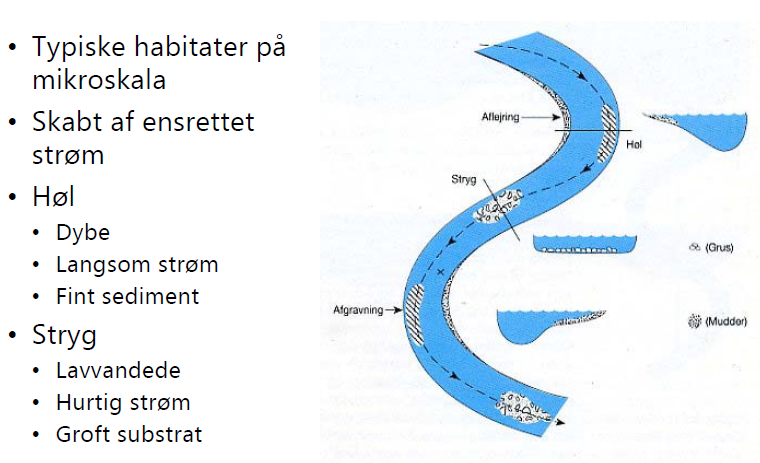 • Typiske habitater på
mikroskala
• Skabt af ensrettet
strøm
• Høl
• Dybe
• Langsom strøm
• Fint sediment
• Stryg
• Lavvandede
• Hurtig strøm
• Groft substrat
Aflejring
Høl
Stryg
(Grus)
Afgravning
(Mudder)